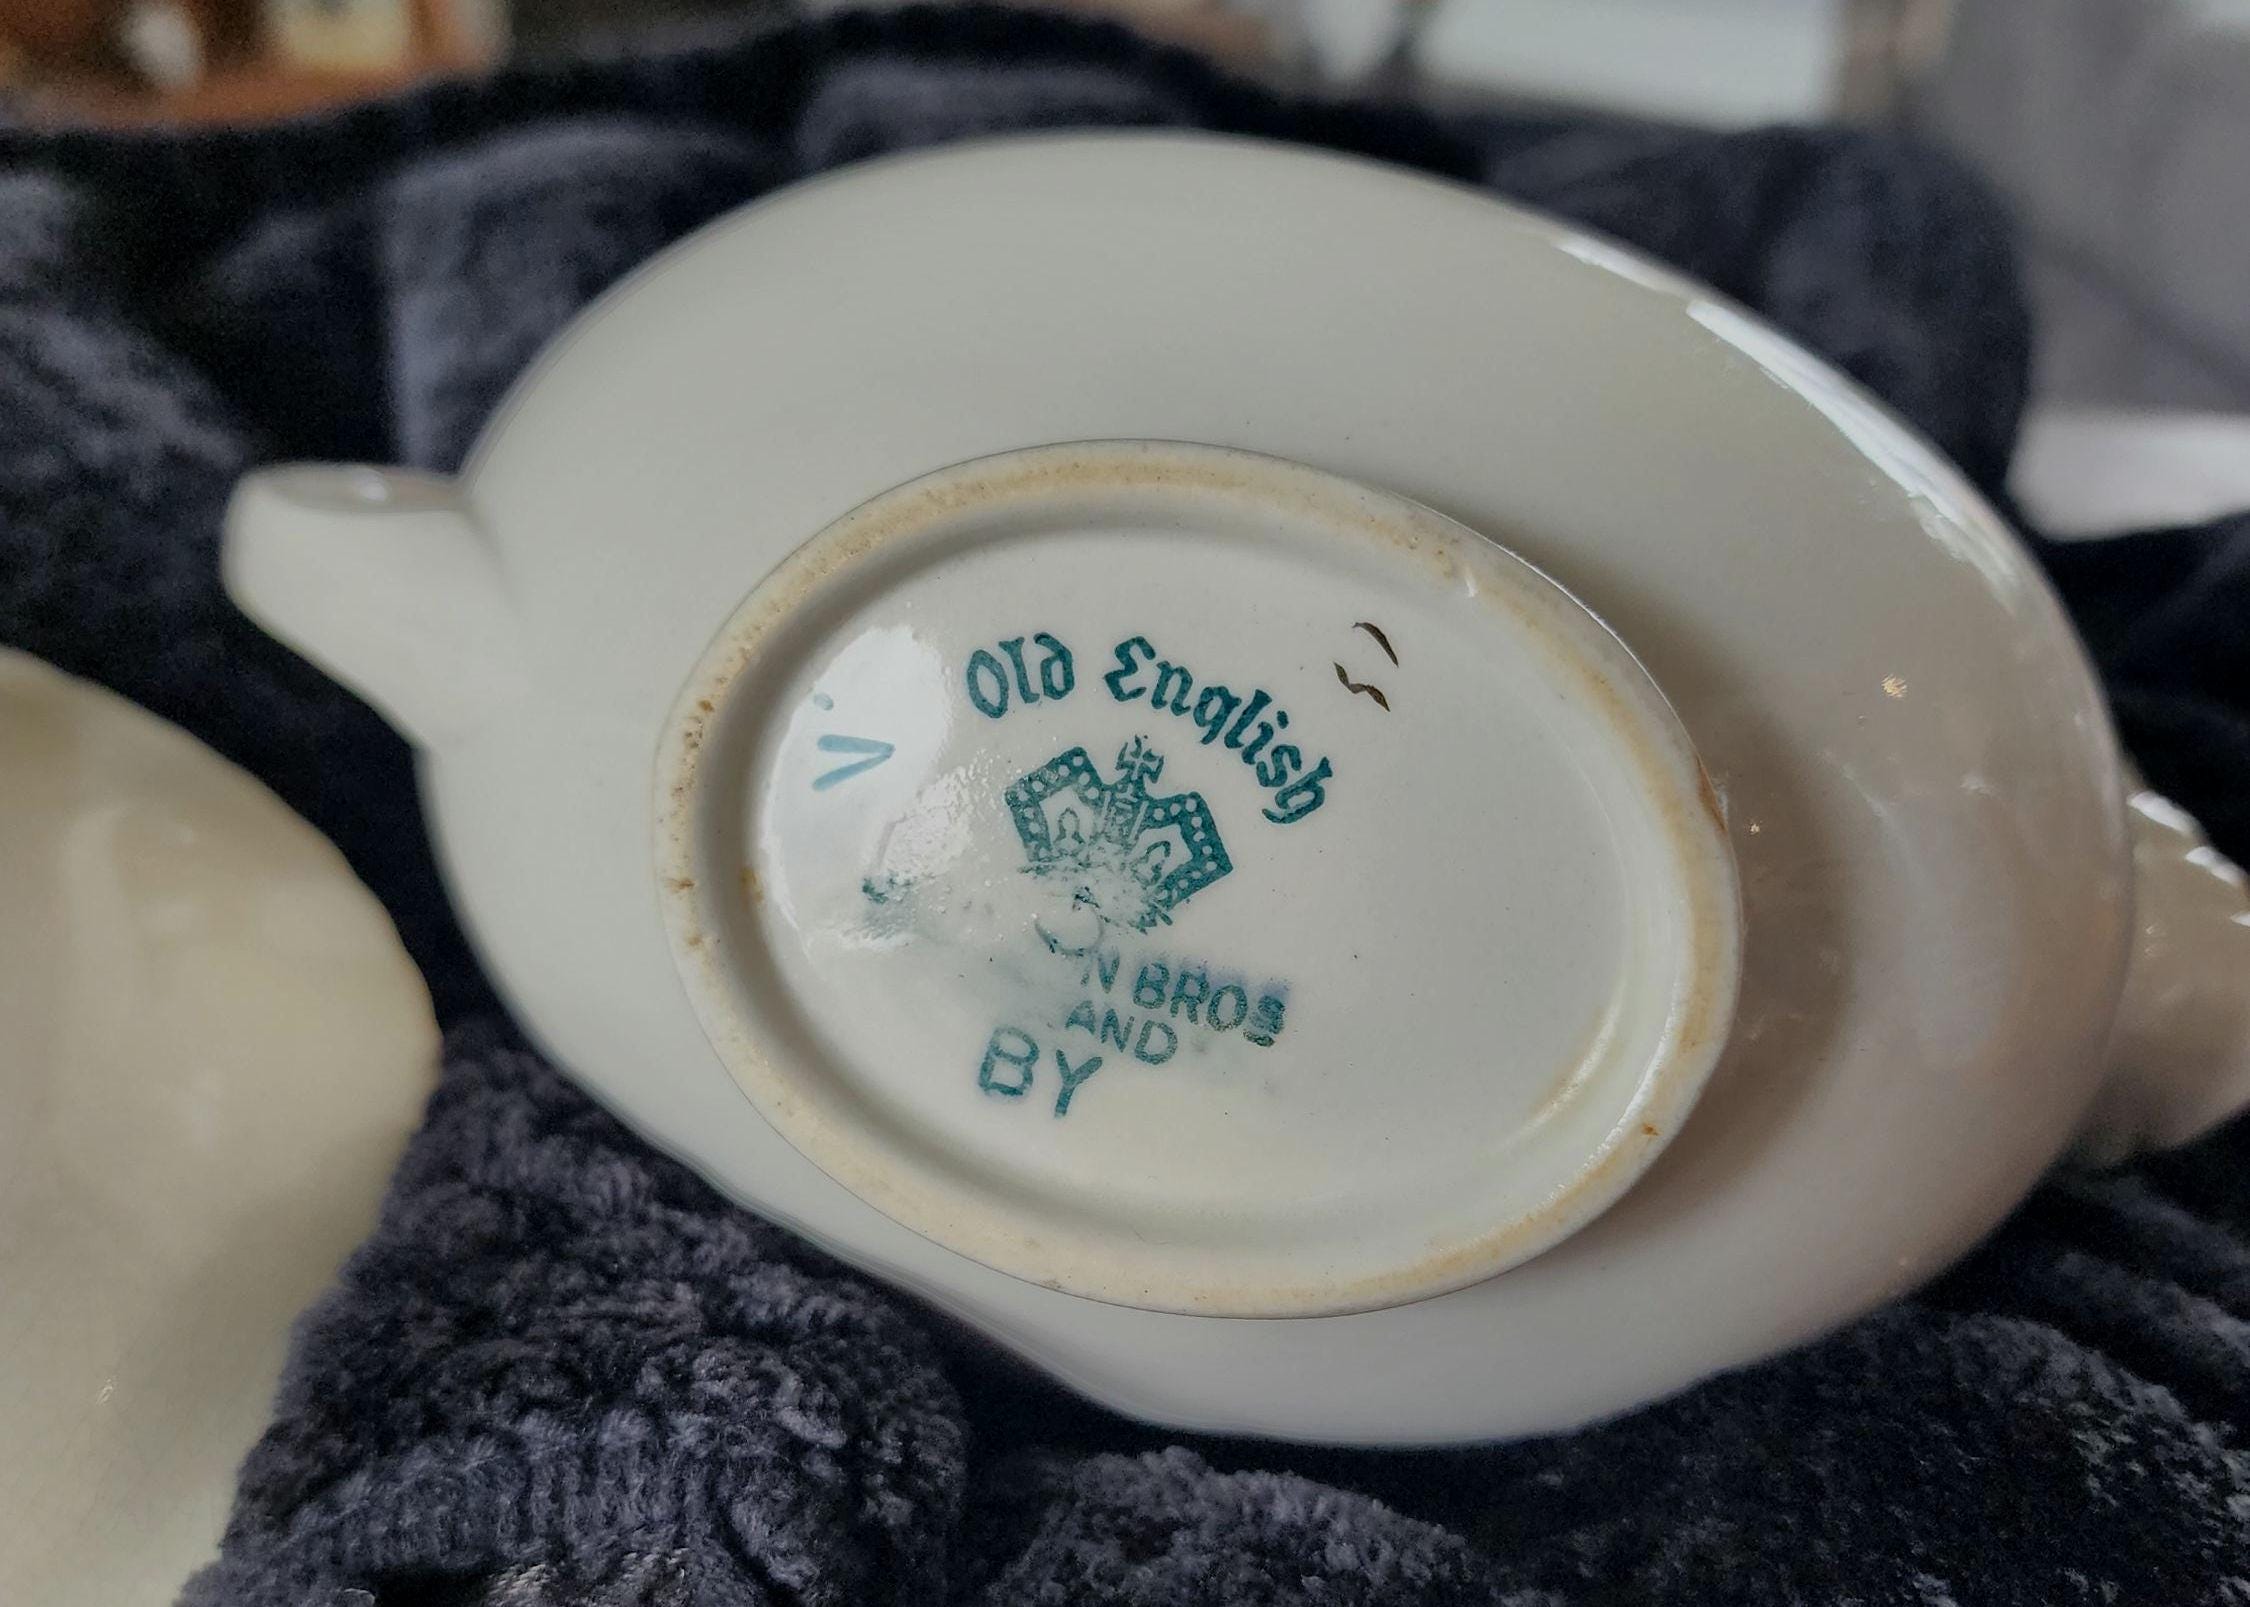 Old English
N BROS
AND
BY
V